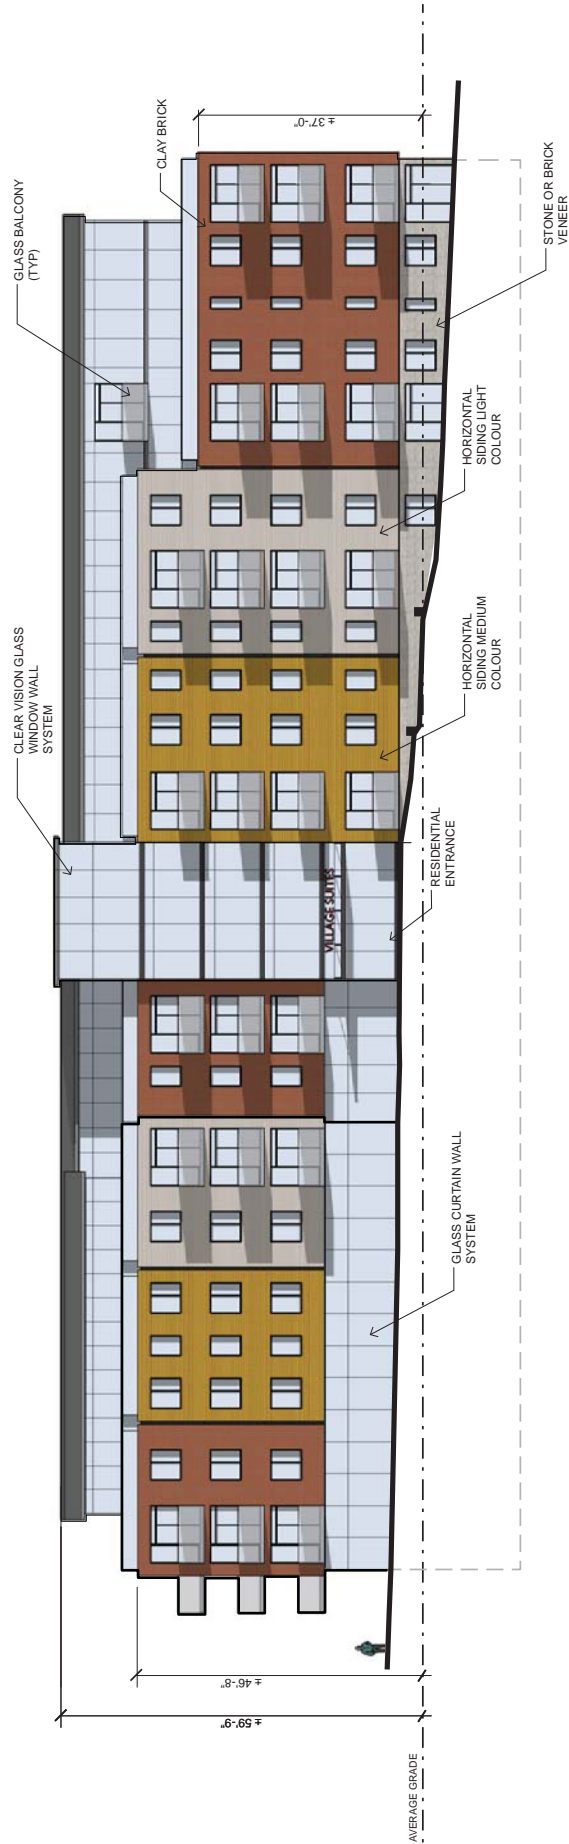 CLEAR VISION GLASS
WINDOW WALL
SYSTEM
GLASS BALCONY
(TYP)
CLAY BRICK
± 59'-9"
± 46'-8"
± 37'-0"
VILLAGE SUITES
AVERAGE GRADE
GLASS CURTAIN WALL
SYSTEM
RESIDENTIAL
ENTRANCE
HORIZONTAL
SIDING MEDIUM
COLOUR
HORIZONTAL
SIDING LIGHT
COLOUR
STONE OR BRICK
VENEER